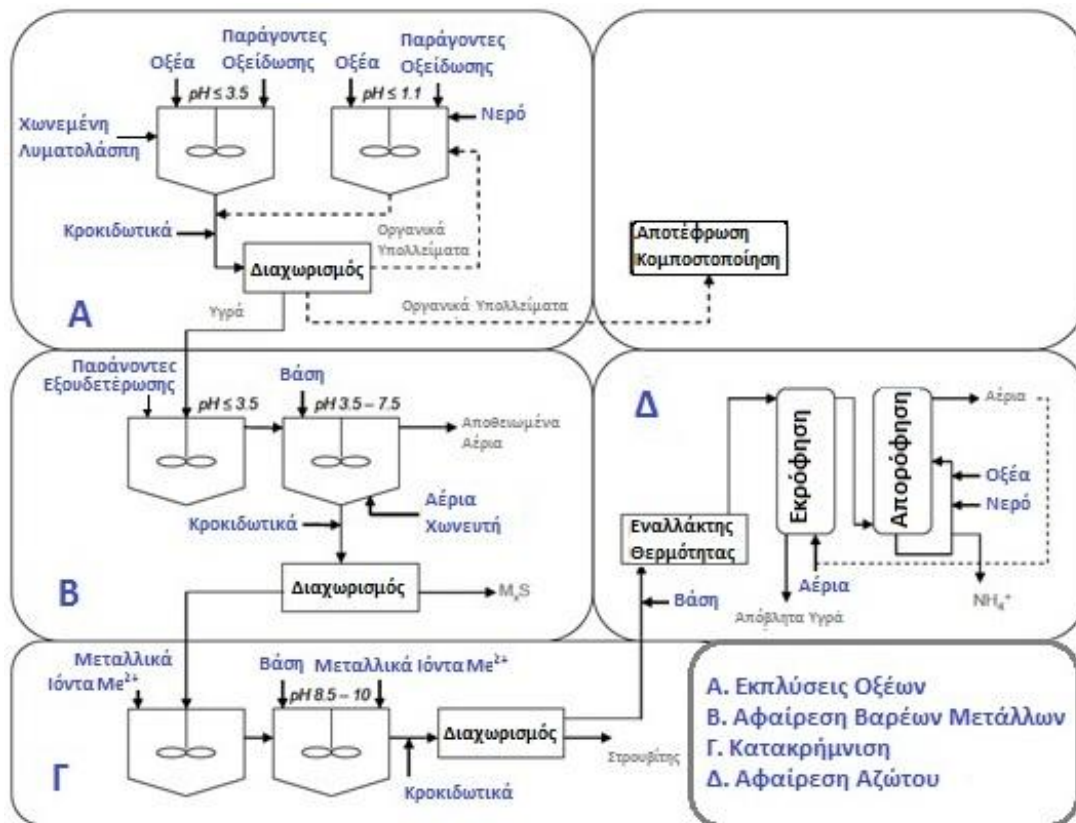 Παράγοντες
Οξείδωσης
Οξέα
pH ≤ 3.5
Παράγοντες
Οξείδωσης
Οξέα
pH ≤ 1.1
Νερό
Χωνεμένη
Λυματολάσπη
Κροκιδωτικά
Οργανικά
Υπολλείματα
Διαχωρισμός
Υγρά
Οργανικά Υπολλείματα
Αποτέφρωση
Κομποστοποίηση
Α
Παράγοντες
Εξουδετέρωσης
pH ≤ 3.5
Βάση
pH 3.5 – 7.5
Αποθειωμένα
Αέρια
Αέρια
Χωνευτή
Κροκιδωτικά
Διαχωρισμός
MₓS
Β
Δ
Εκρόφηση
Απορόφηση
Αέρια
Οξέα
Νερό
Εναλλάκτης
Θερμότητας
Βάση
Αέρια
Απόβλητα Υγρά
NH₄⁺
Μεταλλικά
Ιόντα Me²⁺
Βάση Μεταλλικά Ιόντα Me²⁺
pH 8.5 – 10
Διαχωρισμός
Στρουβίτης
Κροκιδωτικά
Γ
Α. Εκπλύσεις Οξέων
Β. Αφαίρεση Βαρέων Μετάλλων
Γ. Κατακρήμνιση
Δ. Αφαίρεση Αζώτου